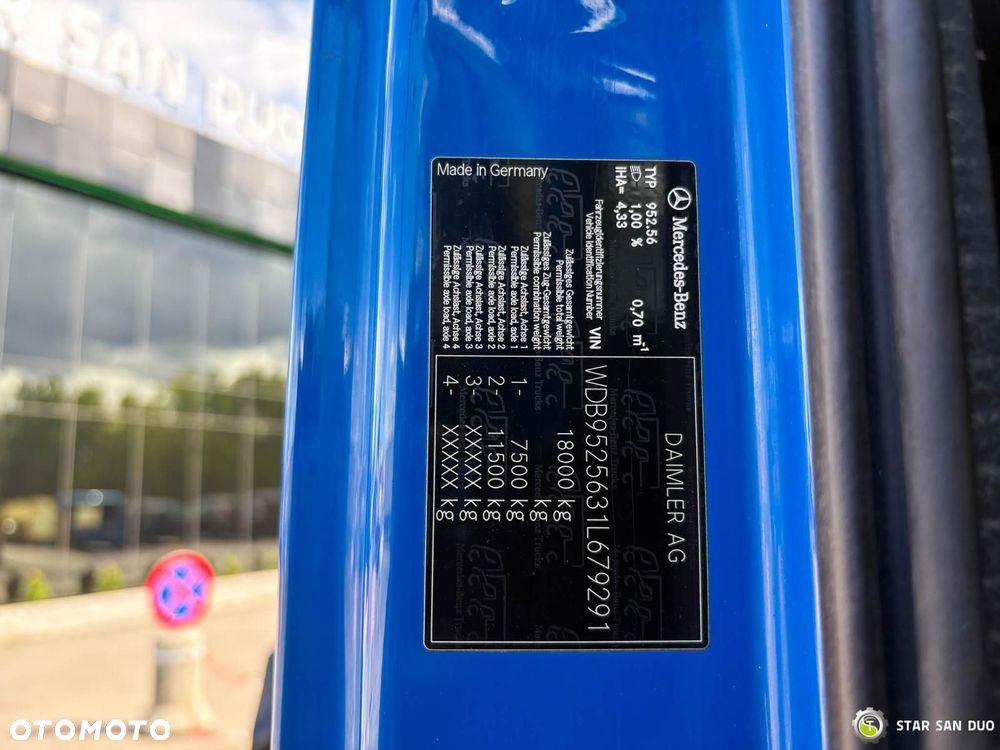 SAN DUO
Mercedes-Benz
DAIMLER AG
TYP 952.56
1,00 % 0,70 m-1
IHA= 4,33
Fahrzeugidentifizierungsnummer
Vehicle Identification Number VIN WDB9525631L679291
Zulässiges Gesamtgewicht
Permissible total weight 18000 kg
Zulässiges Zug-Gesamtgewicht
Permissible combination weight kg
Zulässige Achslast, Achse 1
Permissible axle load, axle 1 1- 7500 kg
Zulässige Achslast, Achse 2
Permissible axle load, axle 2 2- 11500 kg
Zulässige Achslast, Achse 3
Permissible axle load, axle 3 3- XXXXX kg
Zulässige Achslast, Achse 4
Permissible axle load, axle 4 4- XXXXX kg
Made in Germany
OTOMOTO
STAR SAN DUO